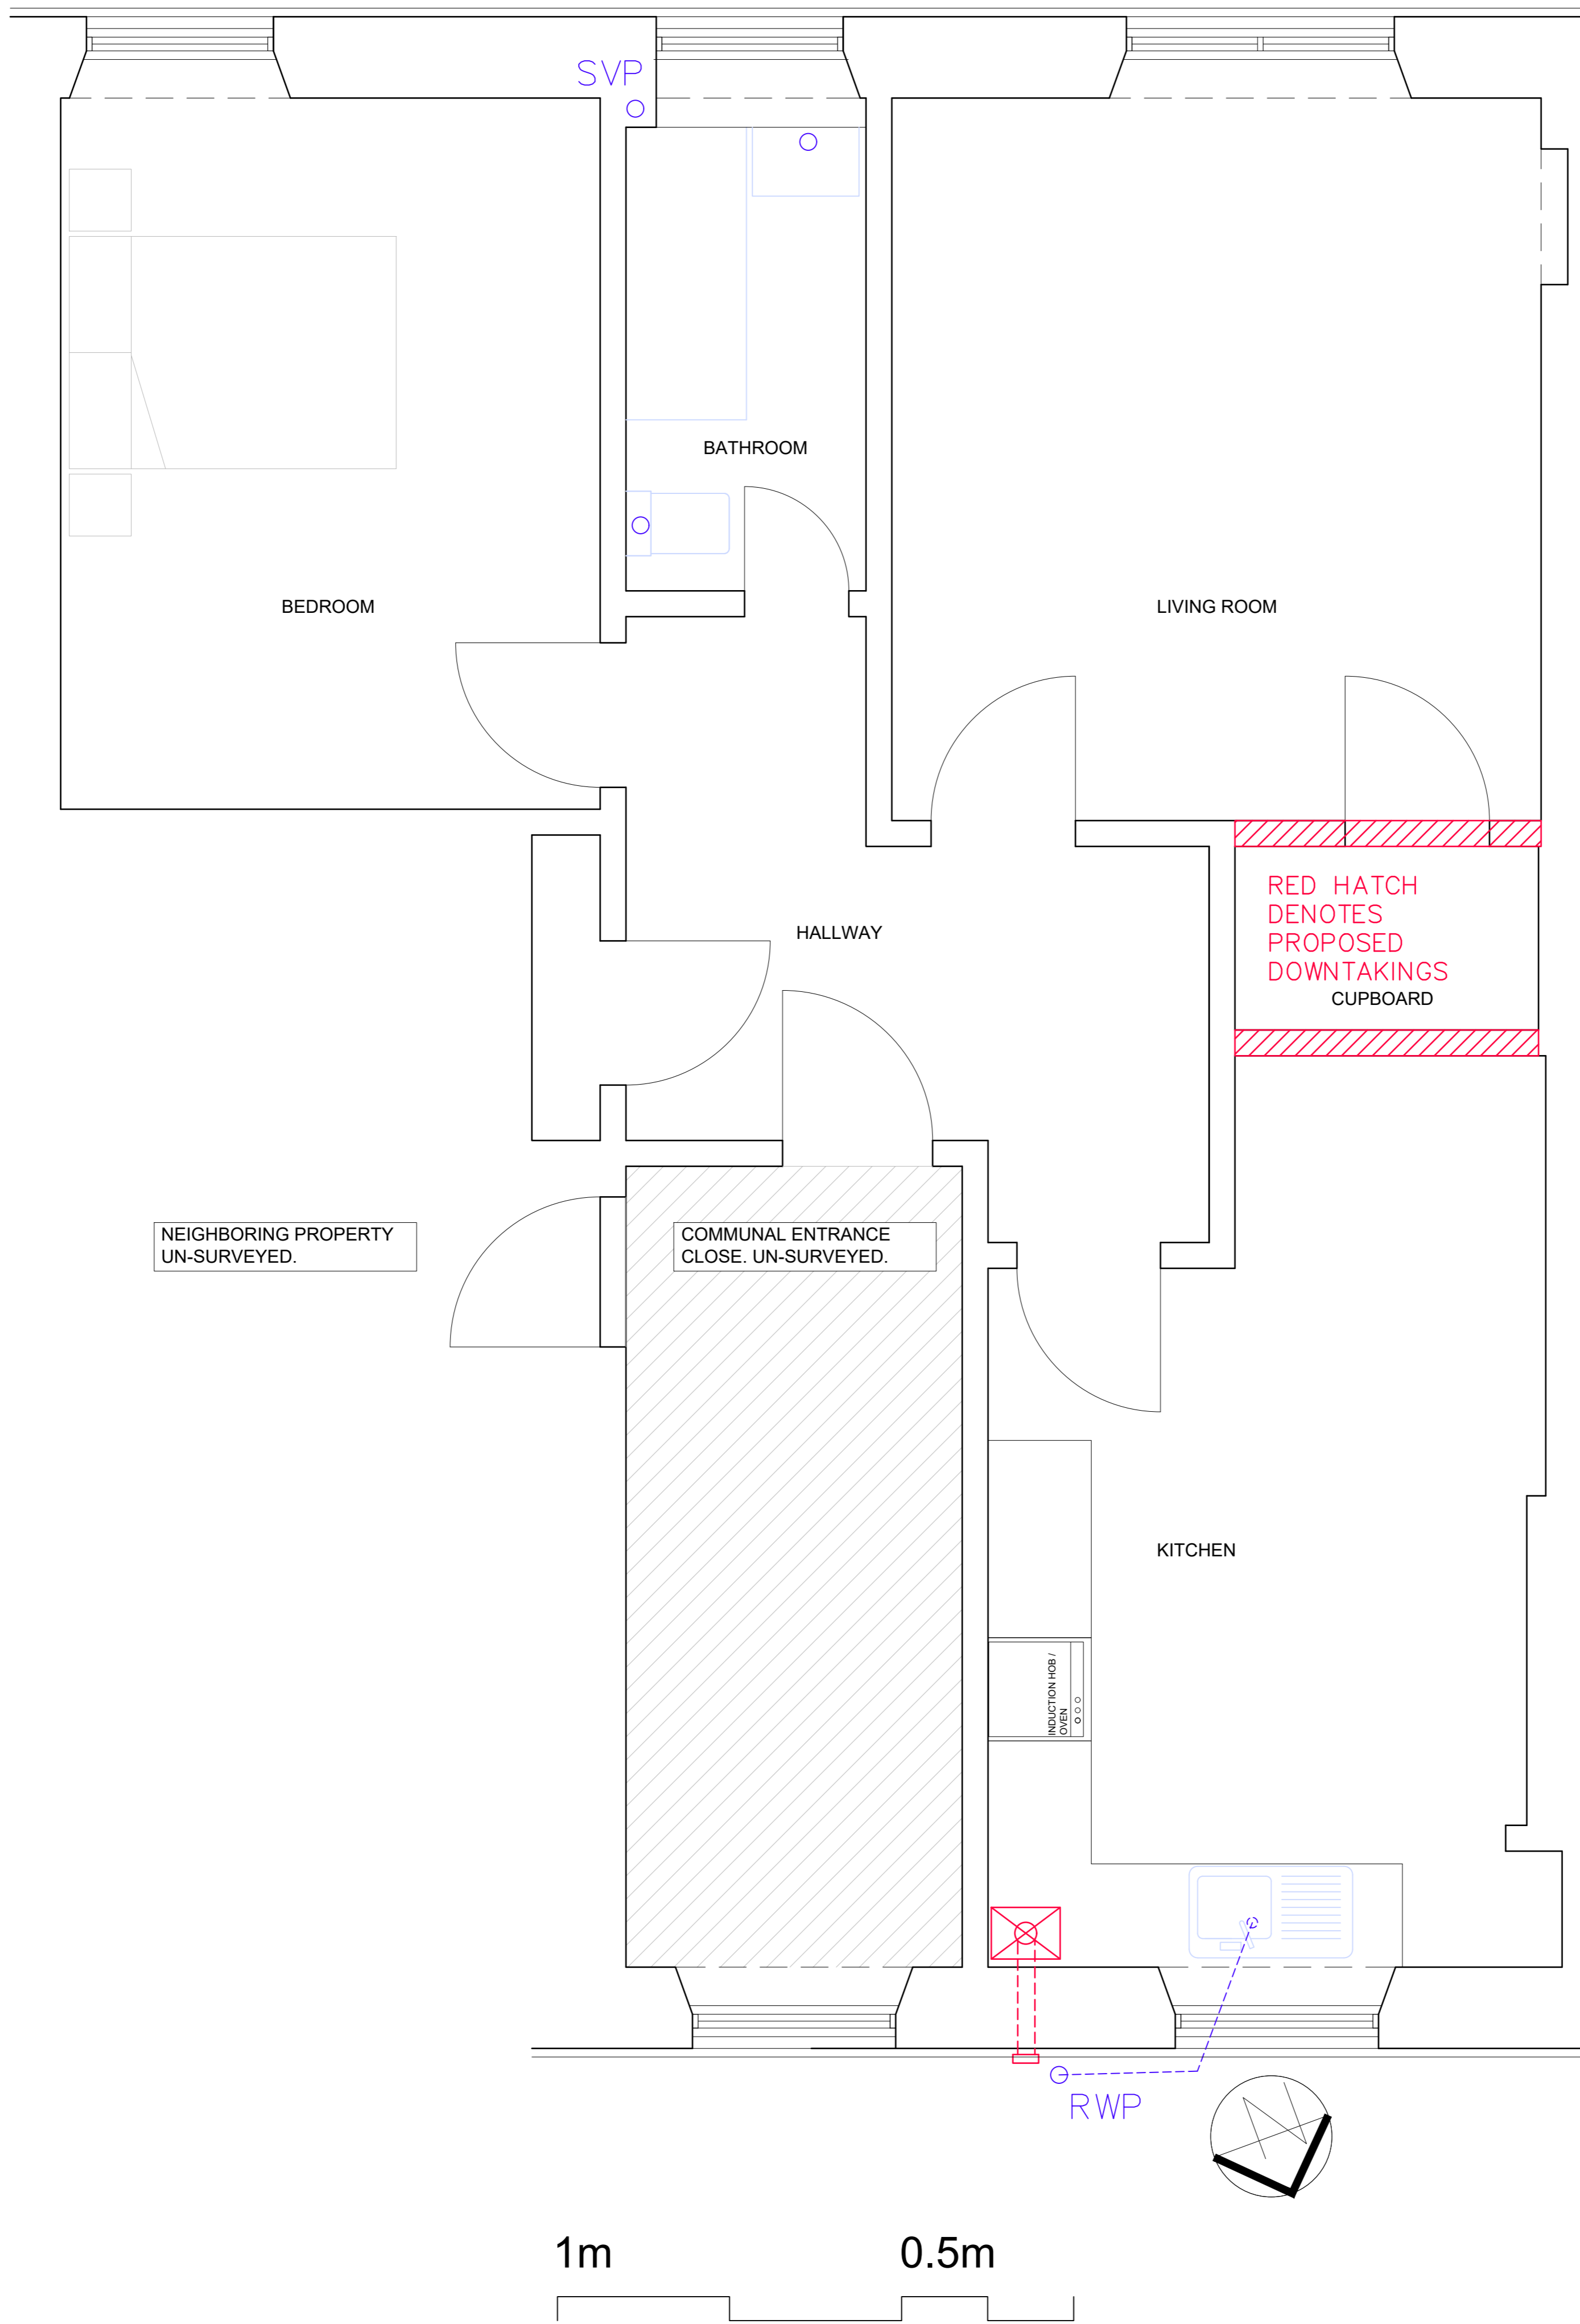 SVP
BATHROOM
BEDROOM
LIVING ROOM
RED HATCH
DENOTES
PROPOSED
DOWNTAKINGS
CUPBOARD
HALLWAY
NEIGHBORING PROPERTY
UN-SURVEYED.
COMMUNAL ENTRANCE
CLOSE. UN-SURVEYED.
KITCHEN
INDUCTION HOB /
OVEN
RWP
N
1m
0.5m